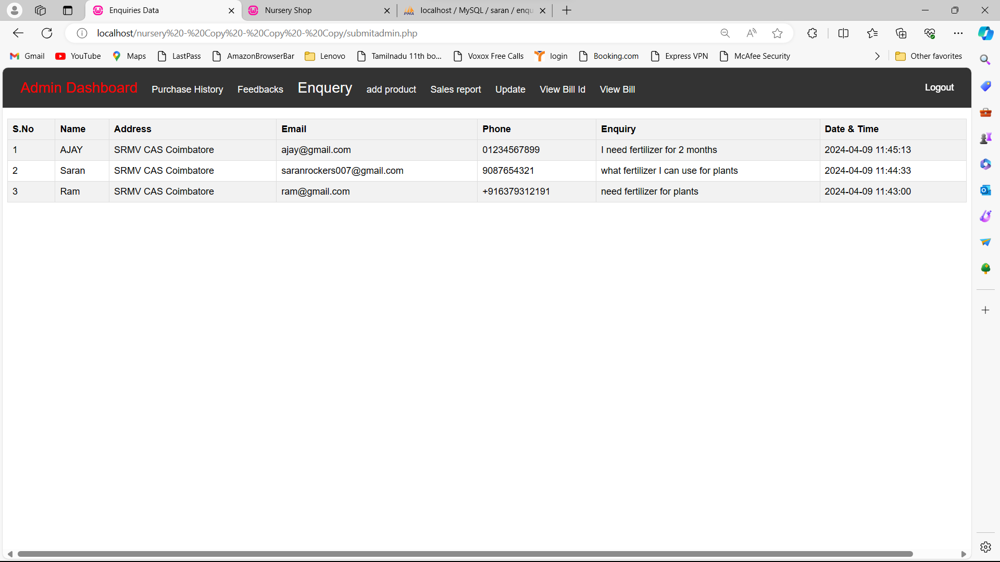 Enquiries Data Nursery Shop localhost / MySQL / saran / enqu
localhost/nursery%20-%20Copy%20-%20Copy%20-%20Copy/submitadmin.php
Gmail YouTube Maps LastPass AmazonBrowserBar Lenovo Tamilnadu 11th bo... Voxox Free Calls login Booking.com Express VPN McAfee Security Other favorites
Admin Dashboard Purchase History Feedbacks Enquery add product Sales report Update View Bill Id View Bill Logout
S.No Name Address Email Phone Enquiry Date & Time
1 AJAY SRMV CAS Coimbatore ajay@gmail.com 01234567899 I need fertilizer for 2 months 2024-04-09 11:45:13
2 Saran SRMV CAS Coimbatore saranrockers007@gmail.com 9087654321 what fertilizer I can use for plants 2024-04-09 11:44:33
3 Ram SRMV CAS Coimbatore ram@gmail.com +916379312191 need fertilizer for plants 2024-04-09 11:43:00